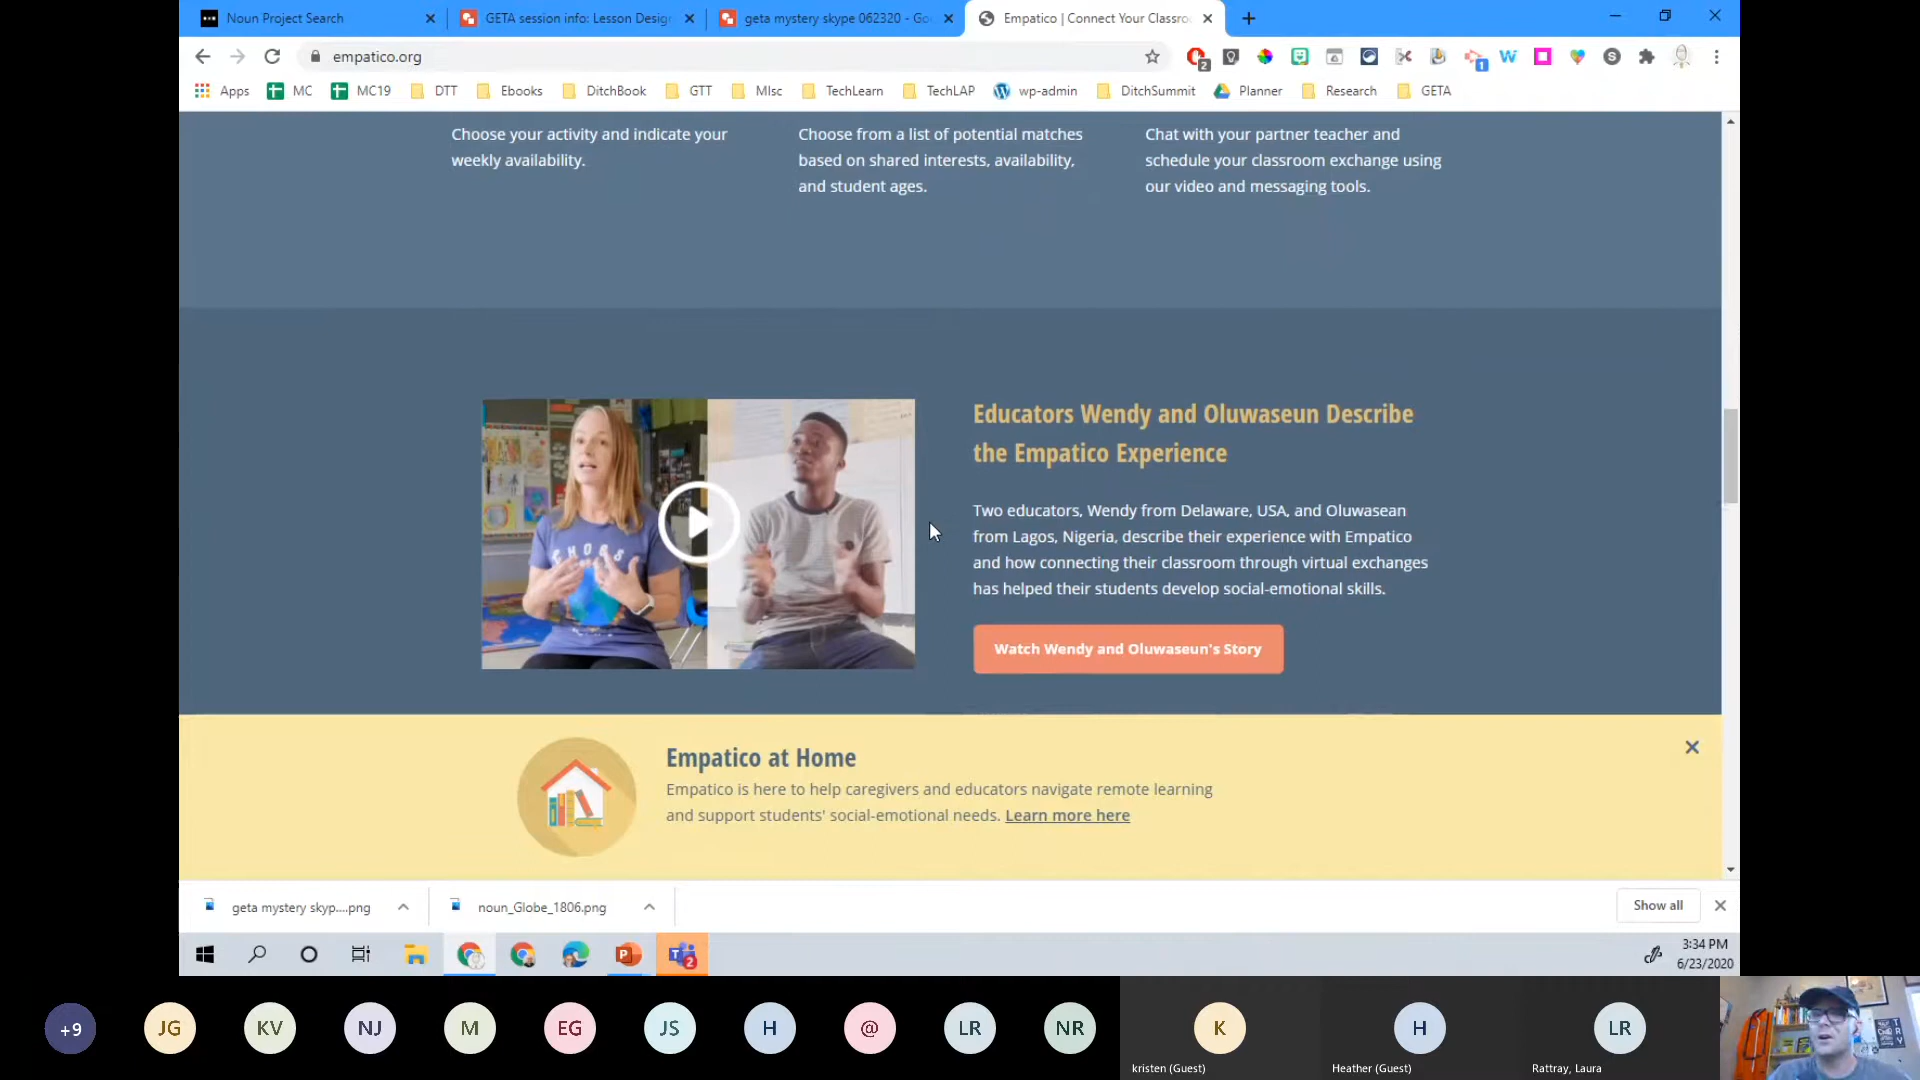 Noun Project Search
GETA session info: Lesson Design
geta mystery skype 062320 - Goo
Empatico | Connect Your Classro
empatico.org
2
1
Apps
MC
MC19
DTT
Ebooks
DitchBook
GTT
MIsc
TechLearn
TechLAP
wp-admin
DitchSummit
Planner
Research
GETA
Choose your activity and indicate your
weekly availability.
Choose from a list of potential matches
based on shared interests, availability,
and student ages.
Chat with your partner teacher and
schedule your classroom exchange using
our video and messaging tools.
CHOOSE
Educators Wendy and Oluwaseun Describe
the Empatico Experience
Two educators, Wendy from Delaware, USA, and Oluwasean
from Lagos, Nigeria, describe their experience with Empatico
and how connecting their classroom through virtual exchanges
has helped their students develop social-emotional skills.
Watch Wendy and Oluwaseun's Story
Empatico at Home
Empatico is here to help caregivers and educators navigate remote learning
and support students' social-emotional needs. Learn more here
geta mystery skyp....png
noun_Globe_1806.png
Show all
2
3:34 PM
6/23/2020
+9
JG
KV
NJ
M
EG
JS
H
@
LR
NR
K
H
LR
kristen (Guest)
Heather (Guest)
Rattray, Laura